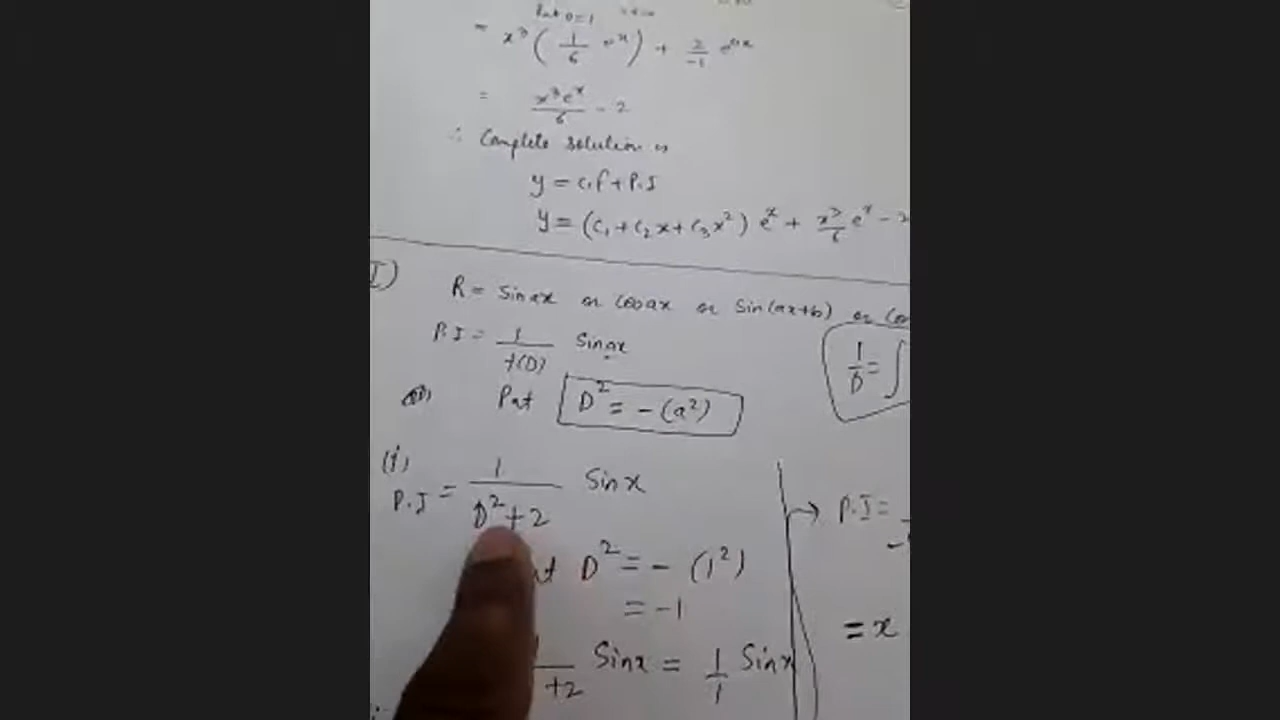 Put D=1
= x³ ( 1/6 eˣ ) + 2/-1
= x³eˣ/6 - 2
∴ Complete solution is
y = C.f + P.I
y = (C₁ + C₂x + C₃x²) eˣ + x³/6 eˣ - 2
I) R = Sin ax or Cos ax or Sin(ax+b) or Cos
P.I = 1/f(D) Sin ax
1/D = ∫
Put D² = -(a²)
(i) P.I = 1/D²+2 Sin x
D² = - (1²)
= -1
+2 Sin x = 1/1 Sin x
→ P.I =
= x